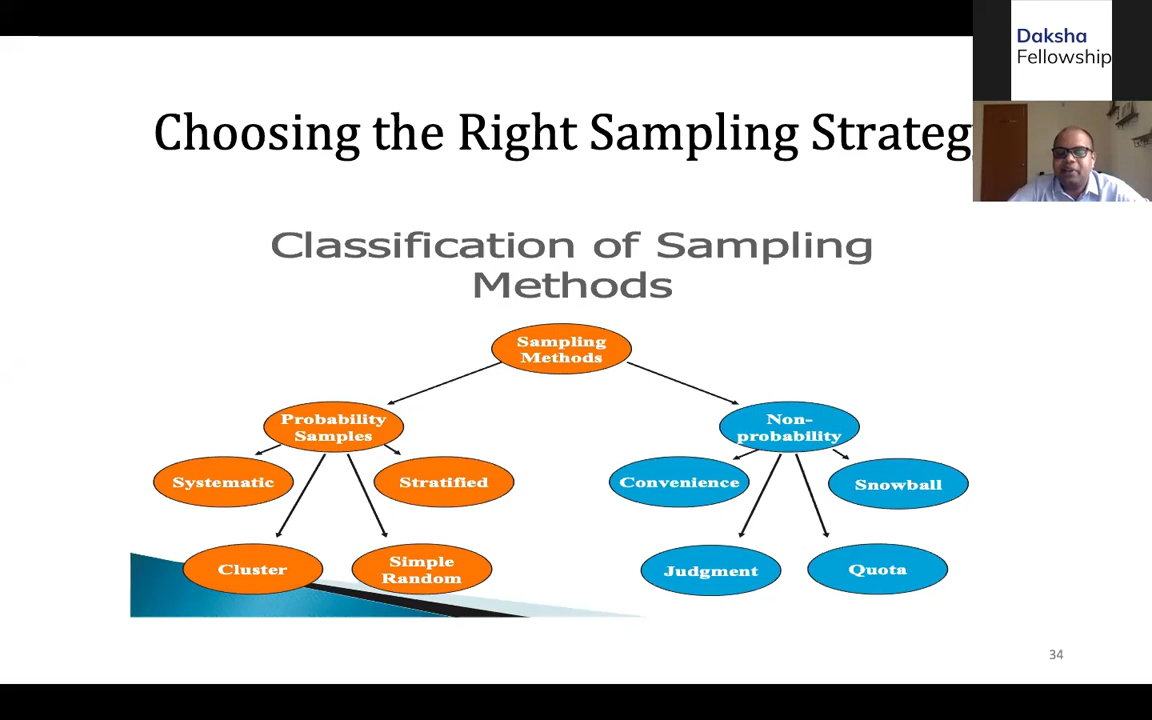 Daksha
Fellowship
Choosing the Right Sampling Strateg
Classification of Sampling
Methods
Sampling
Methods
Probability
Samples
Non-
probability
Systematic
Stratified
Convenience
Snowball
Cluster
Simple
Random
Judgment
Quota
34